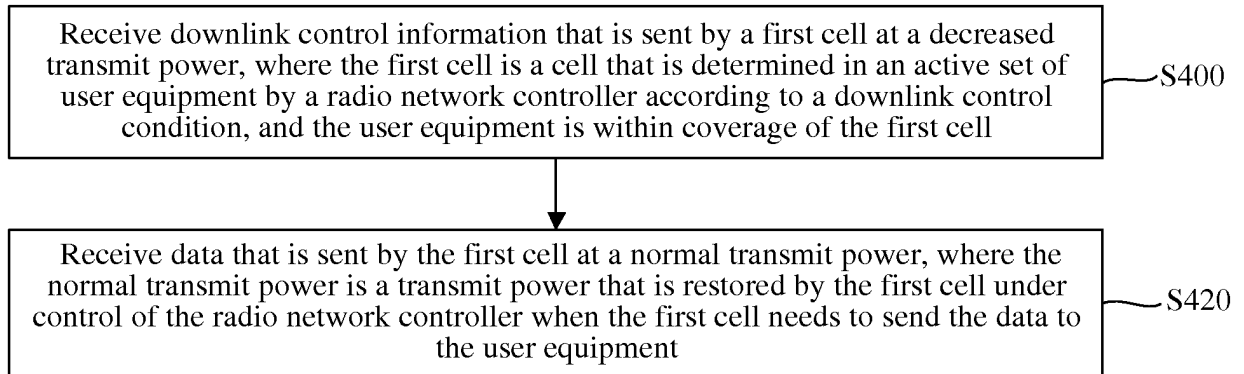 Receive downlink control information that is sent by a first cell at a decreased
transmit power, where the first cell is a cell that is determined in an active set of
user equipment by a radio network controller according to a downlink control
condition, and the user equipment is within coverage of the first cell
S400
Receive data that is sent by the first cell at a normal transmit power, where the
normal transmit power is a transmit power that is restored by the first cell under
control of the radio network controller when the first cell needs to send the data to
the user equipment
S420